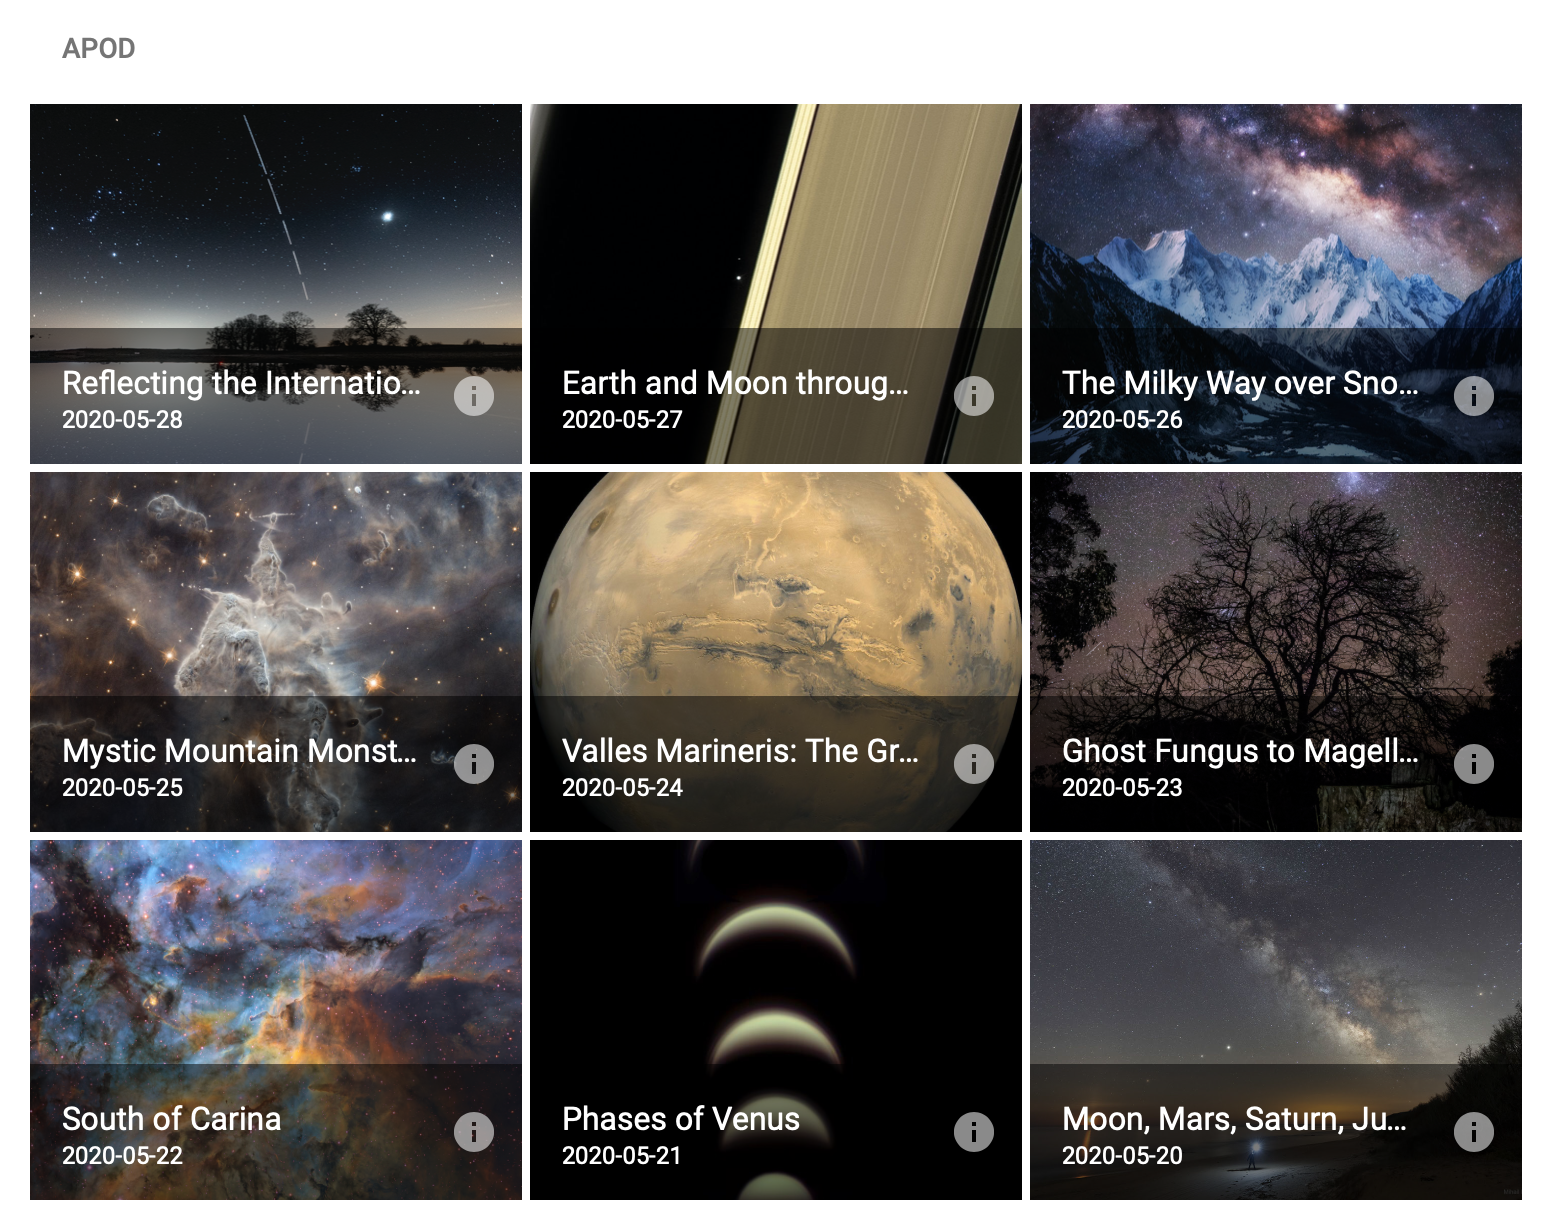 APOD
Reflecting the Internatio...
2020-05-28
Earth and Moon throug...
2020-05-27
The Milky Way over Sno...
2020-05-26
Mystic Mountain Monst...
2020-05-25
Valles Marineris: The Gr...
2020-05-24
Ghost Fungus to Magell...
2020-05-23
South of Carina
2020-05-22
Phases of Venus
2020-05-21
Moon, Mars, Saturn, Ju...
2020-05-20